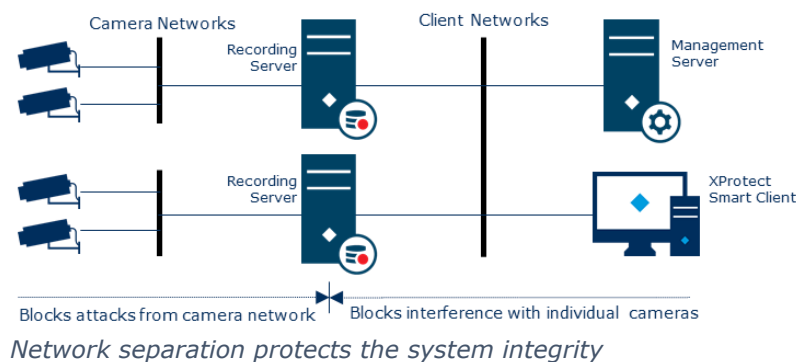 Camera Networks
Client Networks
Recording
Server
Management
Server
Recording
Server
XProtect
Smart Client
Blocks attacks from camera network
Blocks interference with individual cameras
Network separation protects the system integrity